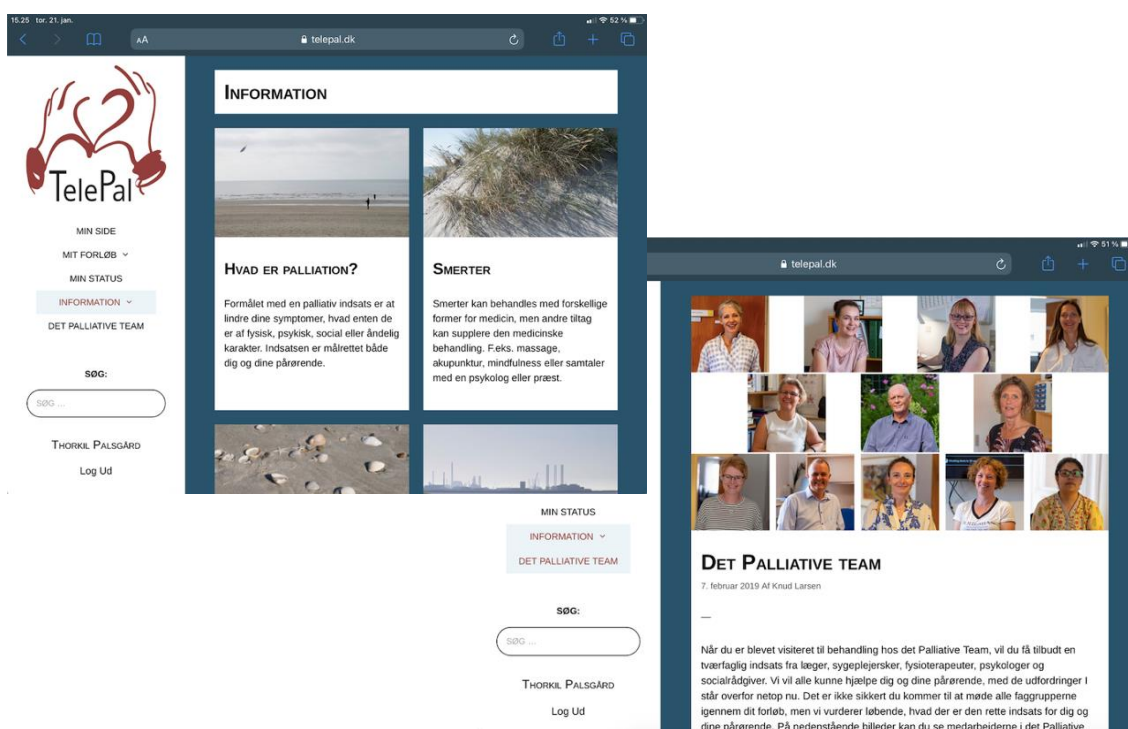 15.25 tor. 21. jan.
52 %
AA
telepal.dk
TelePal
MIN SIDE
MIT FORLØB
MIN STATUS
INFORMATION
DET PALLIATIVE TEAM
SØG:
SØG ...
THORKIL PALSGÅRD
Log Ud
INFORMATION
HVAD ER PALLIATION?
Formålet med en palliativ indsats er at
lindre dine symptomer, hvad enten de
er af fysisk, psykisk, social eller åndelig
karakter. Indsatsen er målrettet både
dig og dine pårørende.
SMERTER
Smerter kan behandles med forskellige
former for medicin, men andre tiltag
kan supplere den medicinske
behandling. F.eks. massage,
akupunktur, mindfulness eller samtaler
med en psykolog eller præst.
51 %
telepal.dk
MIN STATUS
INFORMATION
DET PALLIATIVE TEAM
SØG:
SØG ...
THORKIL PALSGÅRD
Log Ud
DET PALLIATIVE TEAM
7. februar 2019 Af Knud Larsen
—
Når du er blevet visiteret til behandling hos det Palliative Team, vil du få tilbudt en
tværfaglig indsats fra læger, sygeplejersker, fysioterapeuter, psykologer og
socialrådgiver. Vi vil alle kunne hjælpe dig og dine pårørende, med de udfordringer I
står overfor netop nu. Det er ikke sikkert du kommer til at møde alle faggrupperne
igennem dit forløb, men vi vurderer løbende, hvad der er den rette indsats for dig og
dine pårørende. På nedenstående billeder kan du se medarbejderne i det Palliative